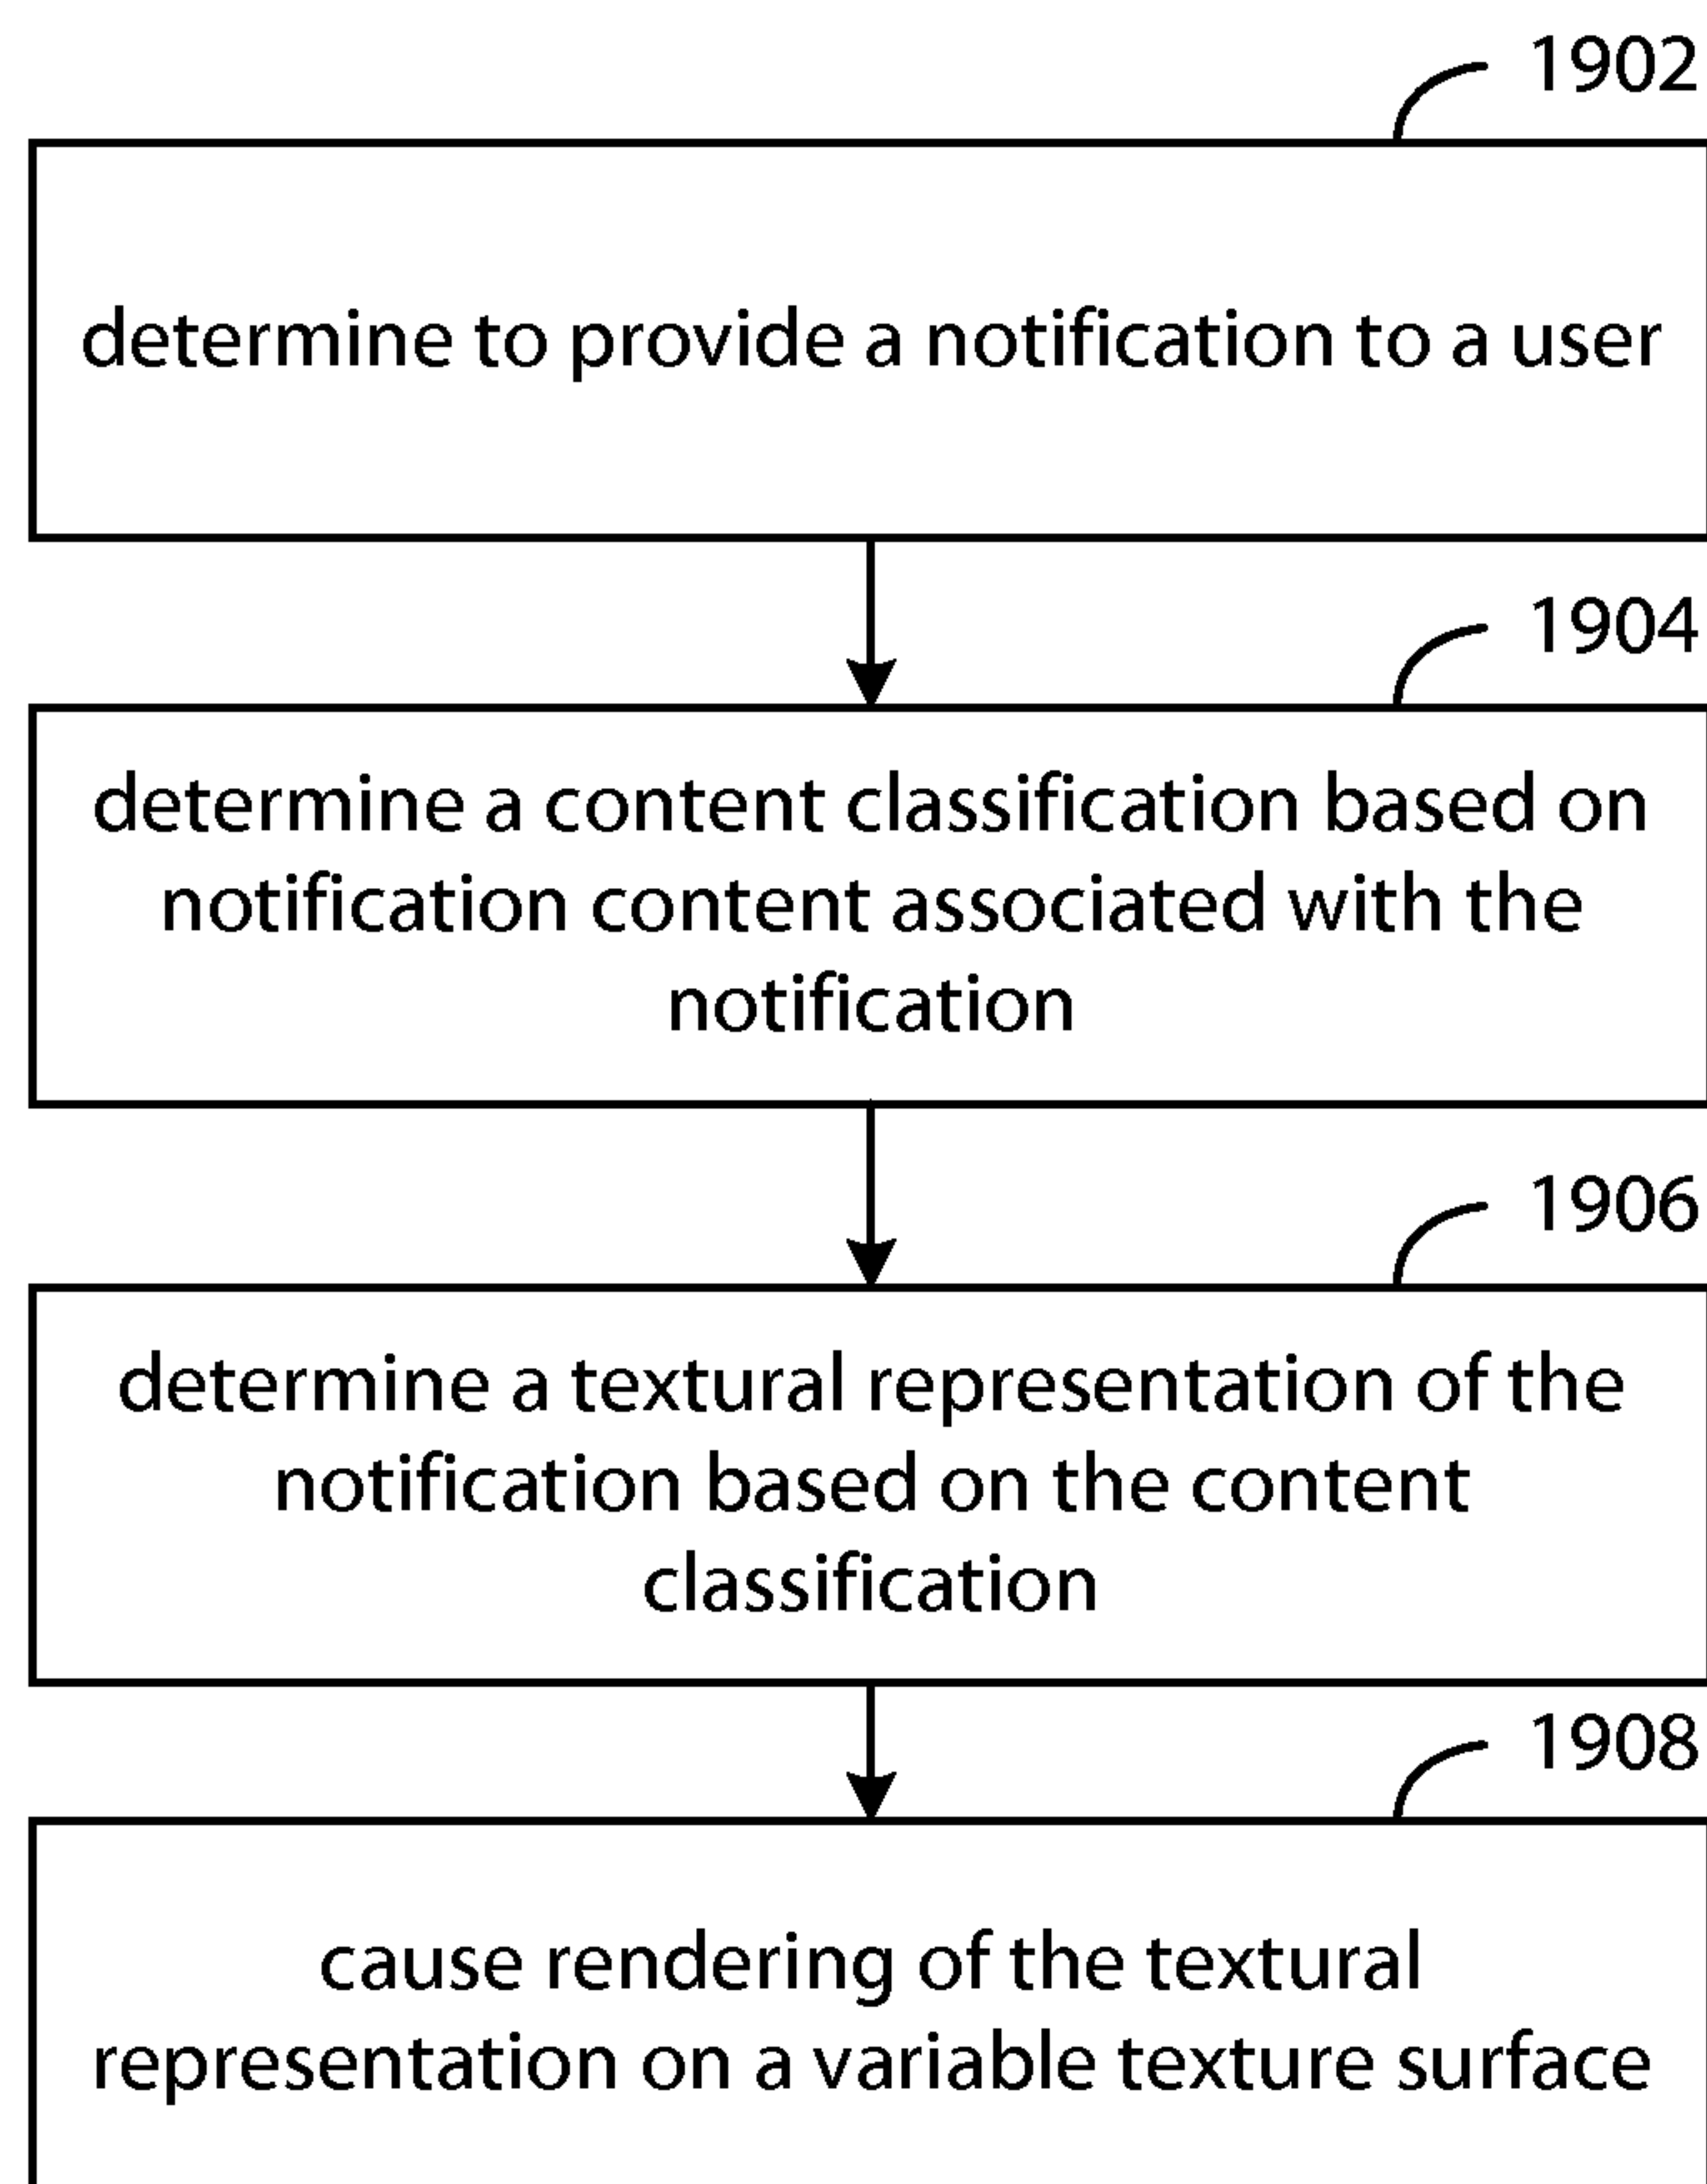 1902
determine to provide a notification to a user
1904
determine a content classification based on
notification content associated with the
notification
1906
determine a textural representation of the
notification based on the content
classification
1908
cause rendering of the textural
representation on a variable texture surface